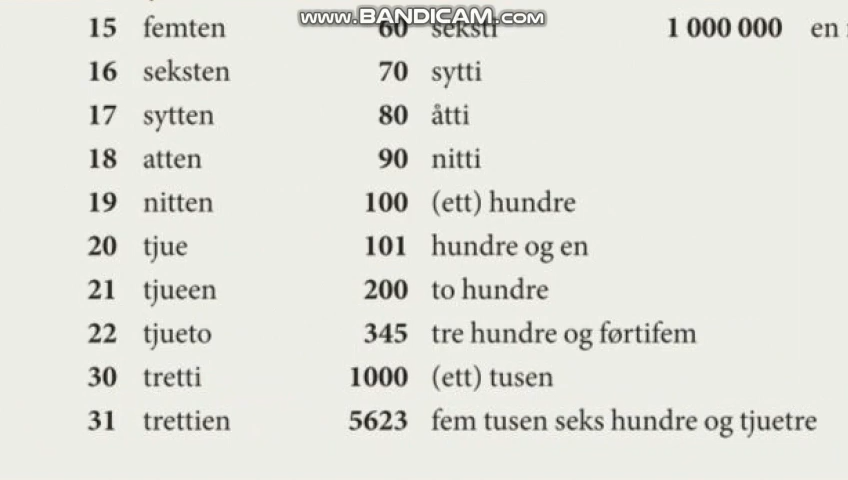 www.BANDICAM.com
15 femten 60 seksti 1 000 000 en
16 seksten 70 sytti
17 sytten 80 åtti
18 atten 90 nitti
19 nitten 100 (ett) hundre
20 tjue 101 hundre og en
21 tjueen 200 to hundre
22 tjueto 345 tre hundre og førtifem
30 tretti 1000 (ett) tusen
31 trettien 5623 fem tusen seks hundre og tjuetre